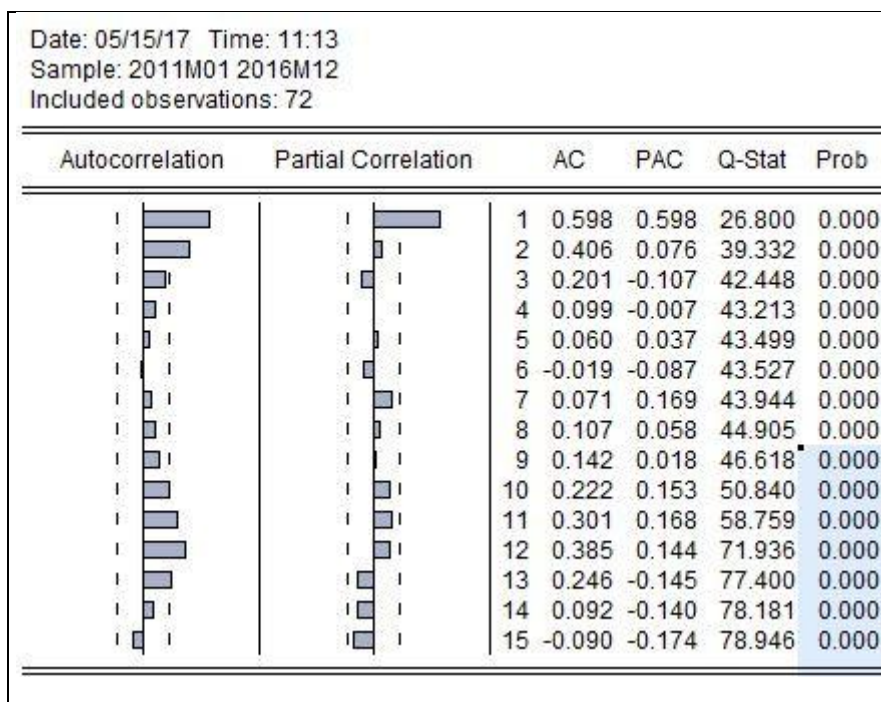 Date: 05/15/17 Time: 11:13
Sample: 2011M01 2016M12
Included observations: 72
Autocorrelation Partial Correlation AC PAC Q-Stat Prob
1 0.598 0.598 26.800 0.000
2 0.406 0.076 39.332 0.000
3 0.201 -0.107 42.448 0.000
4 0.099 -0.007 43.213 0.000
5 0.060 0.037 43.499 0.000
6 -0.019 -0.087 43.527 0.000
7 0.071 0.169 43.944 0.000
8 0.107 0.058 44.905 0.000
9 0.142 0.018 46.618 0.000
10 0.222 0.153 50.840 0.000
11 0.301 0.168 58.759 0.000
12 0.385 0.144 71.936 0.000
13 0.246 -0.145 77.400 0.000
14 0.092 -0.140 78.181 0.000
15 -0.090 -0.174 78.946 0.000